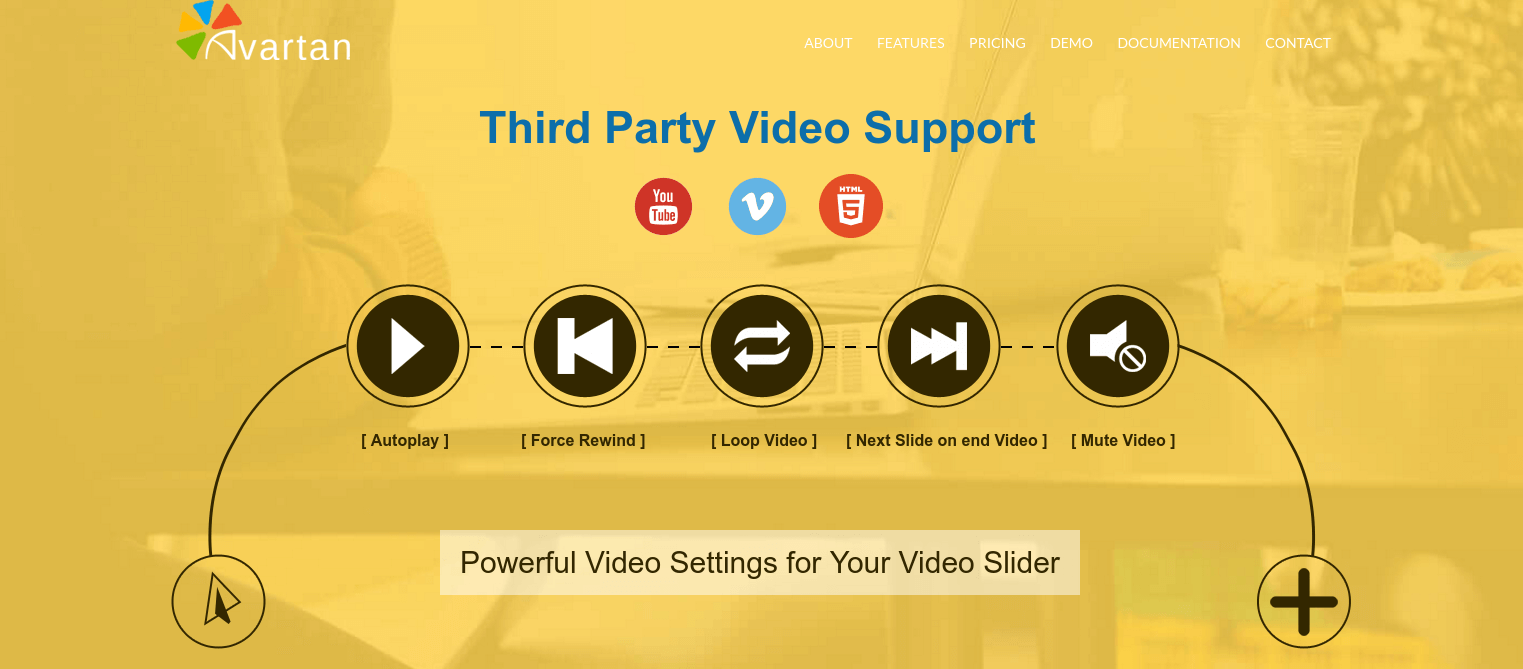 Avartan
ABOUT FEATURES PRICING DEMO DOCUMENTATION CONTACT
Third Party Video Support
You
Tube
HTML
5
[ Autoplay ] [ Force Rewind ] [ Loop Video ] [ Next Slide on end Video ] [ Mute Video ]
Powerful Video Settings for Your Video Slider